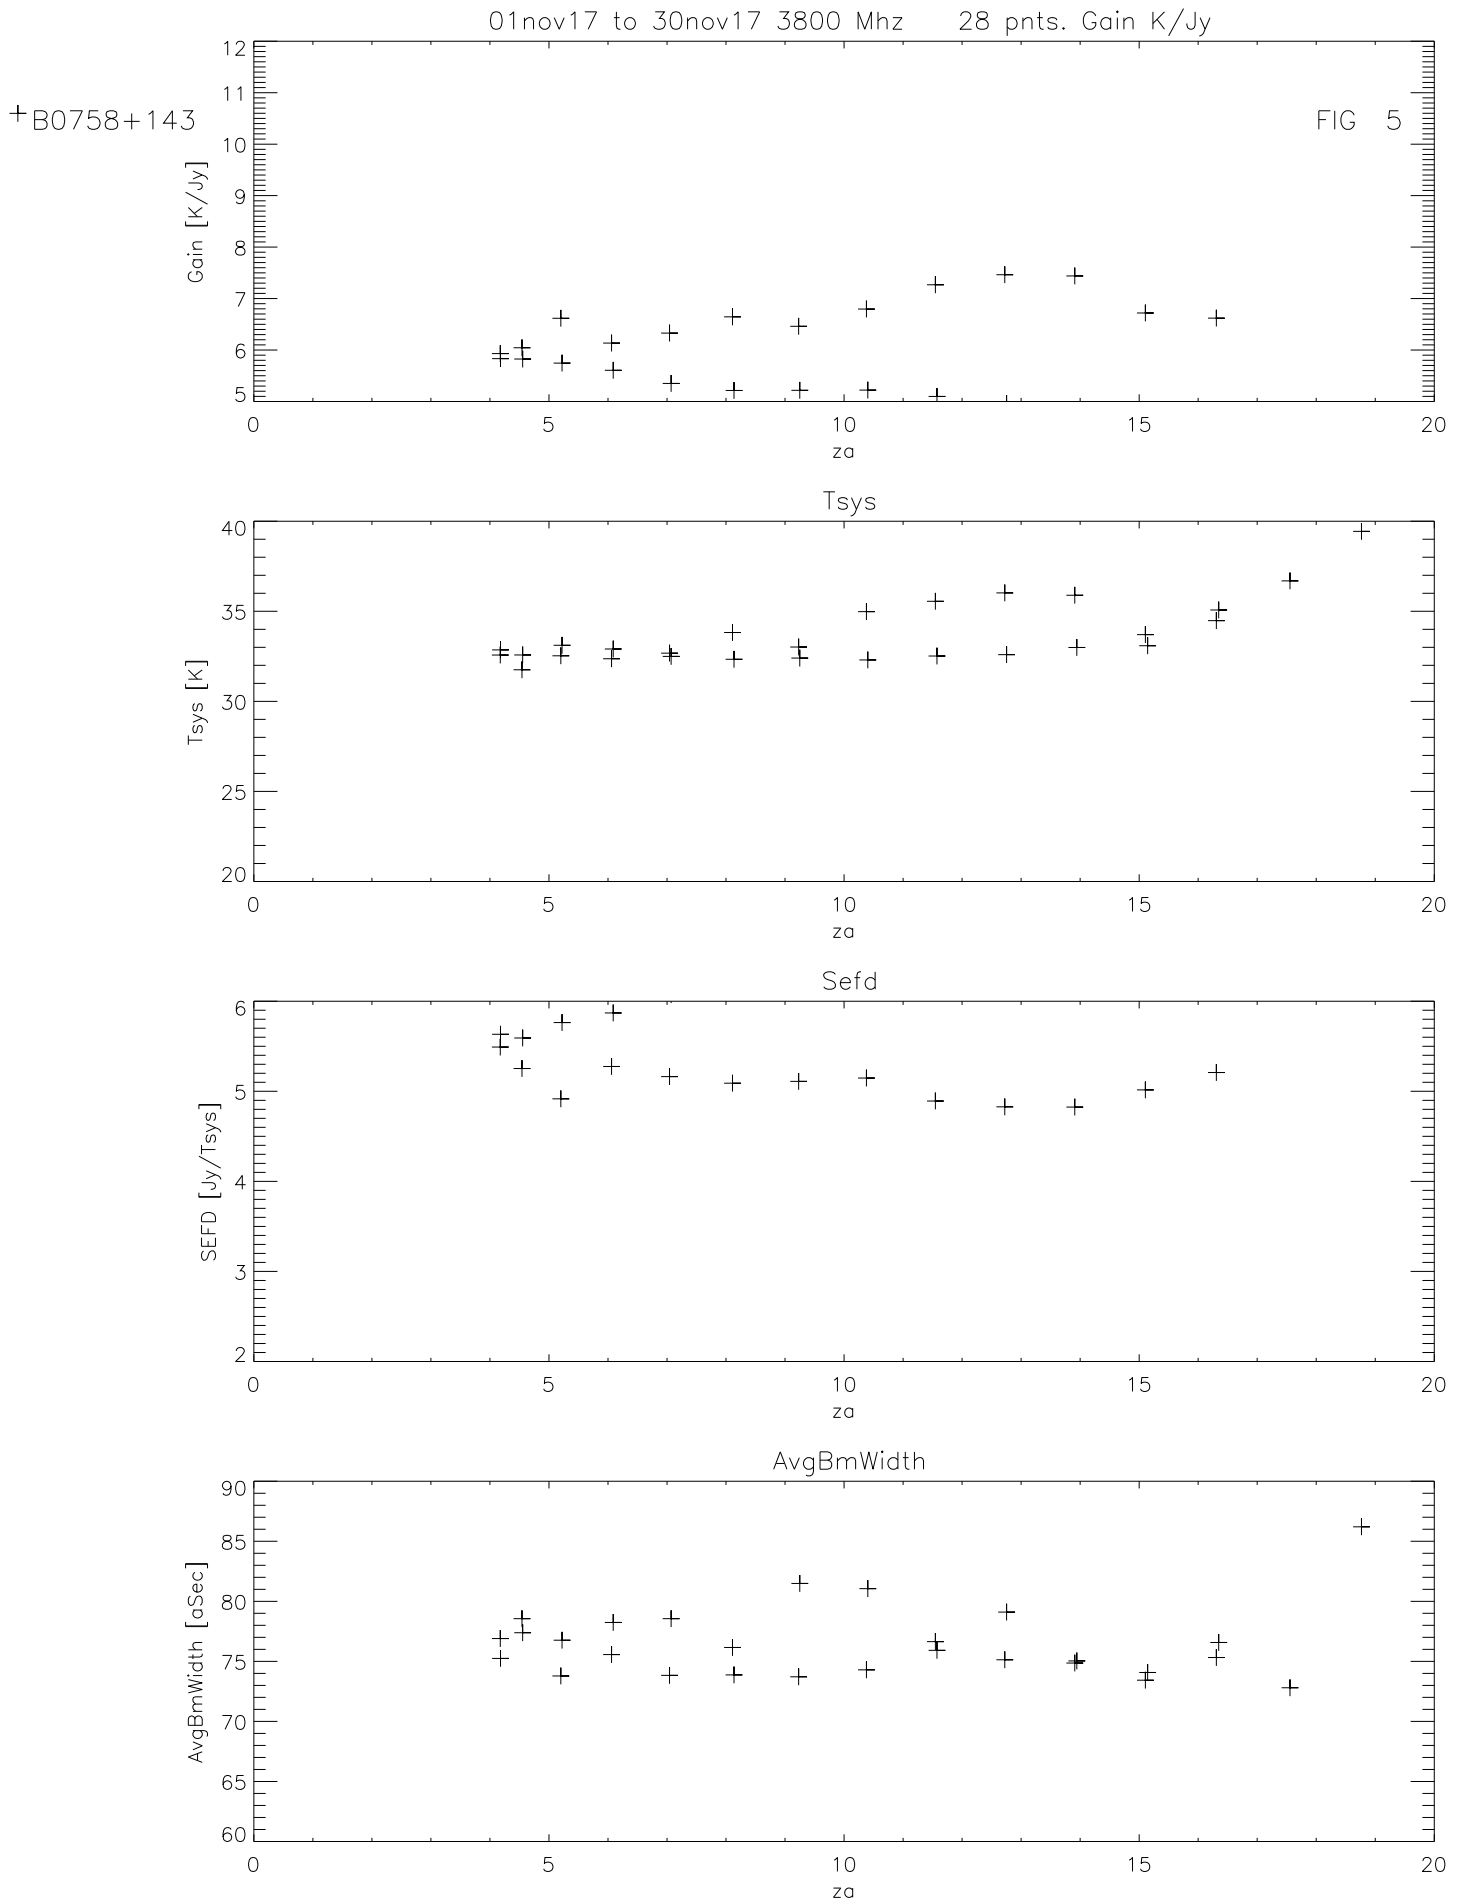 01nov17 to 30nov17 3800 Mhz 28 pnts. Gain K/Jy
+B0758+143
FIG 5
Gain [K/Jy]
12
11
10
9
8
7
6
5
0 5 10 15 20
za
Tsys
Tsys [K]
40
35
30
25
20
0 5 10 15 20
za
Sefd
SEFD [Jy/Tsys]
6
5
4
3
2
0 5 10 15 20
za
AvgBmWidth
AvgBmWidth [aSec]
90
85
80
75
70
65
60
0 5 10 15 20
za